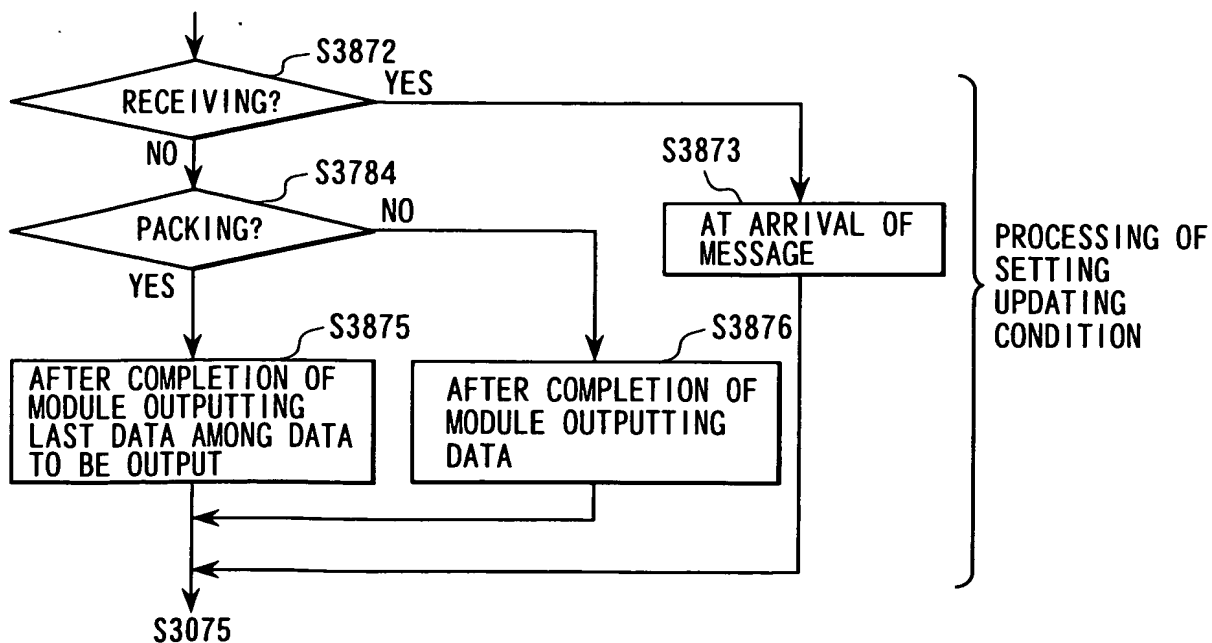 S3872
RECEIVING?
YES
NO
S3873
S3784
PACKING?
NO
AT ARRIVAL OF
MESSAGE
YES
PROCESSING OF
SETTING
UPDATING
CONDITION
S3875
AFTER COMPLETION OF
MODULE OUTPUTTING
LAST DATA AMONG DATA
TO BE OUTPUT
S3876
AFTER COMPLETION OF
MODULE OUTPUTTING
DATA
S3075